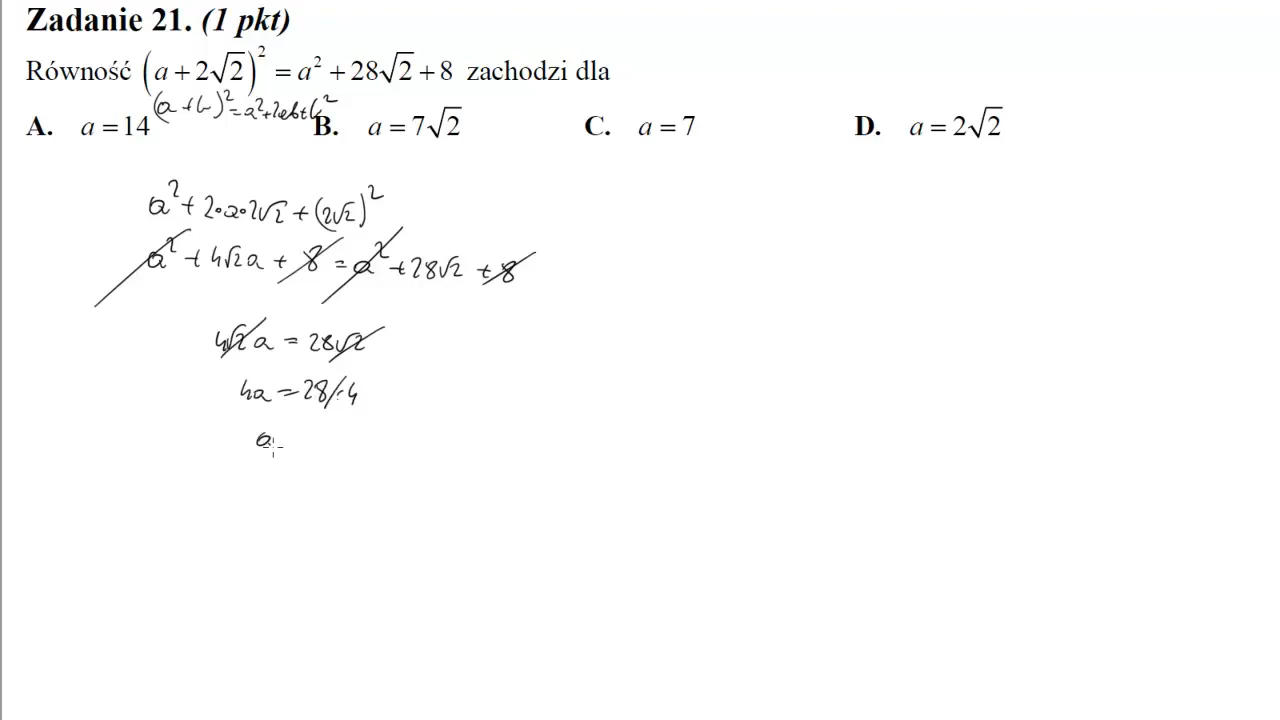 Zadanie 21. (1 pkt)
Równość (a + 2√2)² = a² + 28√2 + 8 zachodzi dla
(a+b)² = a²+2ab+b²
A. a = 14 B. a = 7√2 C. a = 7 D. a = 2√2
a² + 2·a·2√2 + (2√2)²
a² + 4√2a + 8 = a² + 28√2 + 8
4√2a = 28√2
4a = 28 /:4
a